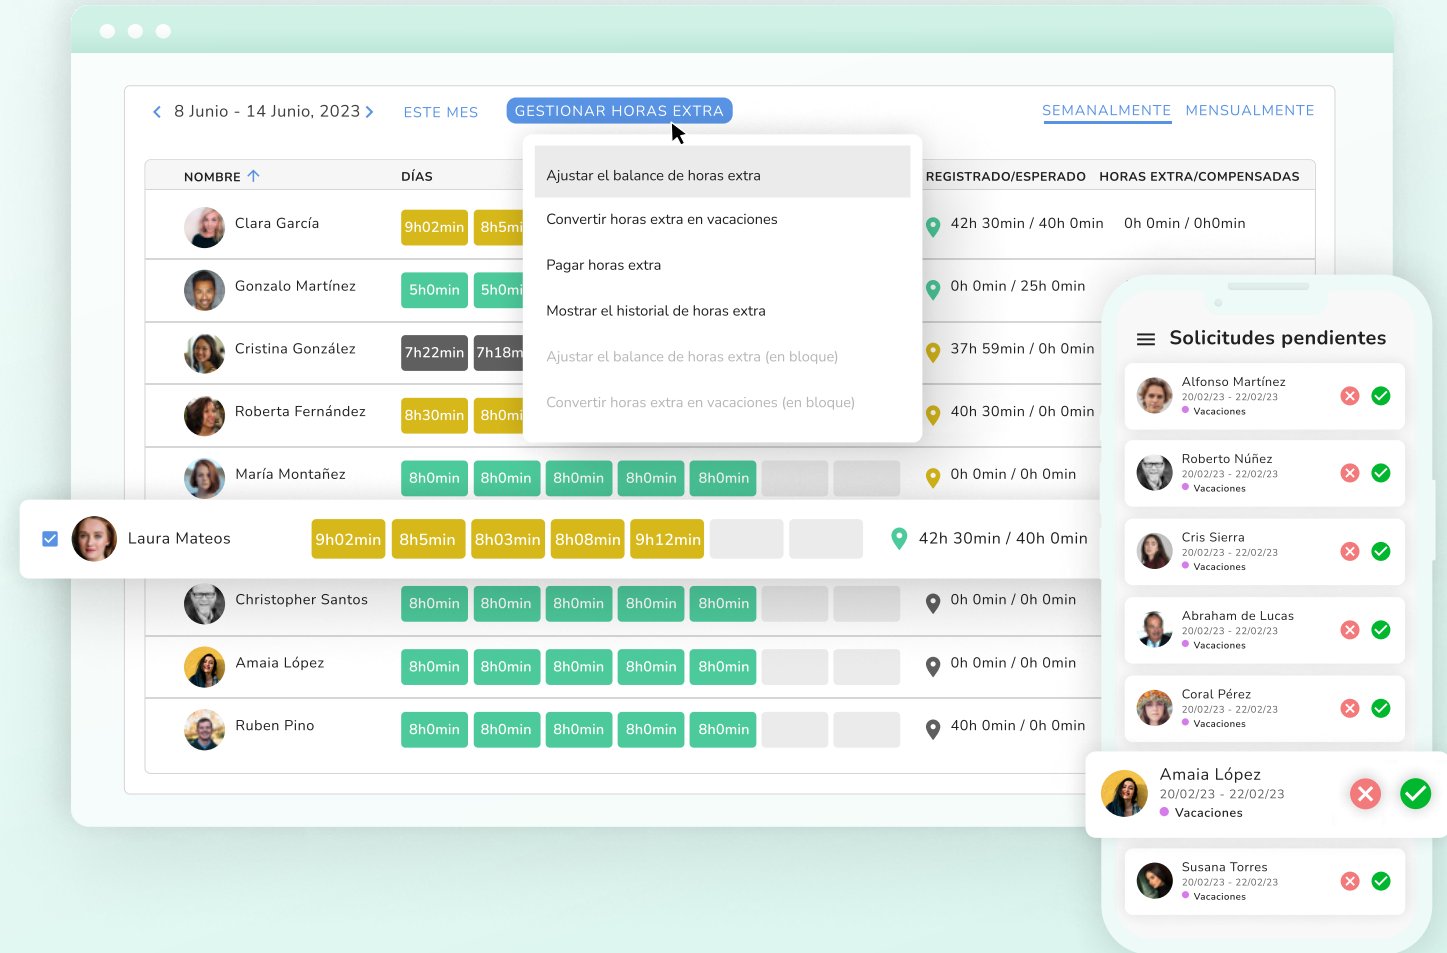 8 Junio - 14 Junio, 2023 ESTE MES GESTIONAR HORAS EXTRA SEMANALMENTE MENSUALMENTE
NOMBRE DÍAS REGISTRADO/ESPERADO HORAS EXTRA/COMPENSADAS
Ajustar el balance de horas extra
Convertir horas extra en vacaciones
Pagar horas extra
Mostrar el historial de horas extra
Ajustar el balance de horas extra (en bloque)
Convertir horas extra en vacaciones (en bloque)
Clara García 9h02min 8h5mi 42h 30min / 40h 0min 0h 0min / 0h0min
Gonzalo Martínez 5h0min 5h0mi 0h 0min / 25h 0min
Cristina González 7h22min 7h18m 37h 59min / 0h 0min
Roberta Fernández 8h30min 8h0mi 40h 30min / 0h 0min
María Montañez 8h0min 8h0min 8h0min 8h0min 8h0min 0h 0min / 0h 0min
Laura Mateos 9h02min 8h5min 8h03min 8h08min 9h12min 42h 30min / 40h 0min
Christopher Santos 8h0min 8h0min 8h0min 8h0min 8h0min 0h 0min / 0h 0min
Amaia López 8h0min 8h0min 8h0min 8h0min 8h0min 0h 0min / 0h 0min
Ruben Pino 8h0min 8h0min 8h0min 8h0min 8h0min 40h 0min / 0h 0min
Solicitudes pendientes
Alfonso Martínez
20/02/23 - 22/02/23
Vacaciones
Roberto Núñez
20/02/23 - 22/02/23
Vacaciones
Cris Sierra
20/02/23 - 22/02/23
Vacaciones
Abraham de Lucas
20/02/23 - 22/02/23
Vacaciones
Coral Pérez
20/02/23 - 22/02/23
Vacaciones
Amaia López
20/02/23 - 22/02/23
Vacaciones
Susana Torres
20/02/23 - 22/02/23
Vacaciones